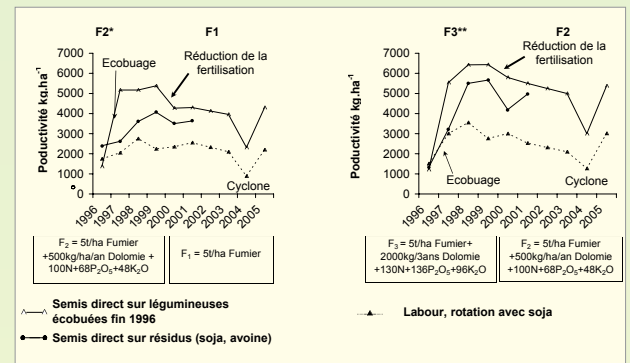 F2*
F1
Ecobuage
Réduction de la
fertilisation
Poductivité kg.ha-1
7000
6000
5000
4000
3000
2000
1000
0
Cyclone
1996
1997
1998
1999
2000
2001
2002
2003
2004
2005
F2 = 5t/ha Fumier
+500kg/ha/an Dolomie +
100N+68P2O5+48K2O
F1 = 5t/ha Fumier
F3**
F2
Réduction de la
fertilisation
Poductivité kg.ha-1
7000
6000
5000
4000
3000
2000
1000
0
Ecobuage
Cyclone
1996
1997
1998
1999
2000
2001
2002
2003
2004
2005
F3 = 5t/ha Fumier+
2000kg/3ans Dolomie
+130N+136P2O5+96K2O
F2 = 5t/ha Fumier
+500kg/ha/an Dolomie
+100N+68P2O5+48K2O
Semis direct sur légumineuses
écobuées fin 1996
Semis direct sur résidus (soja, avoine)
Labour, rotation avec soja